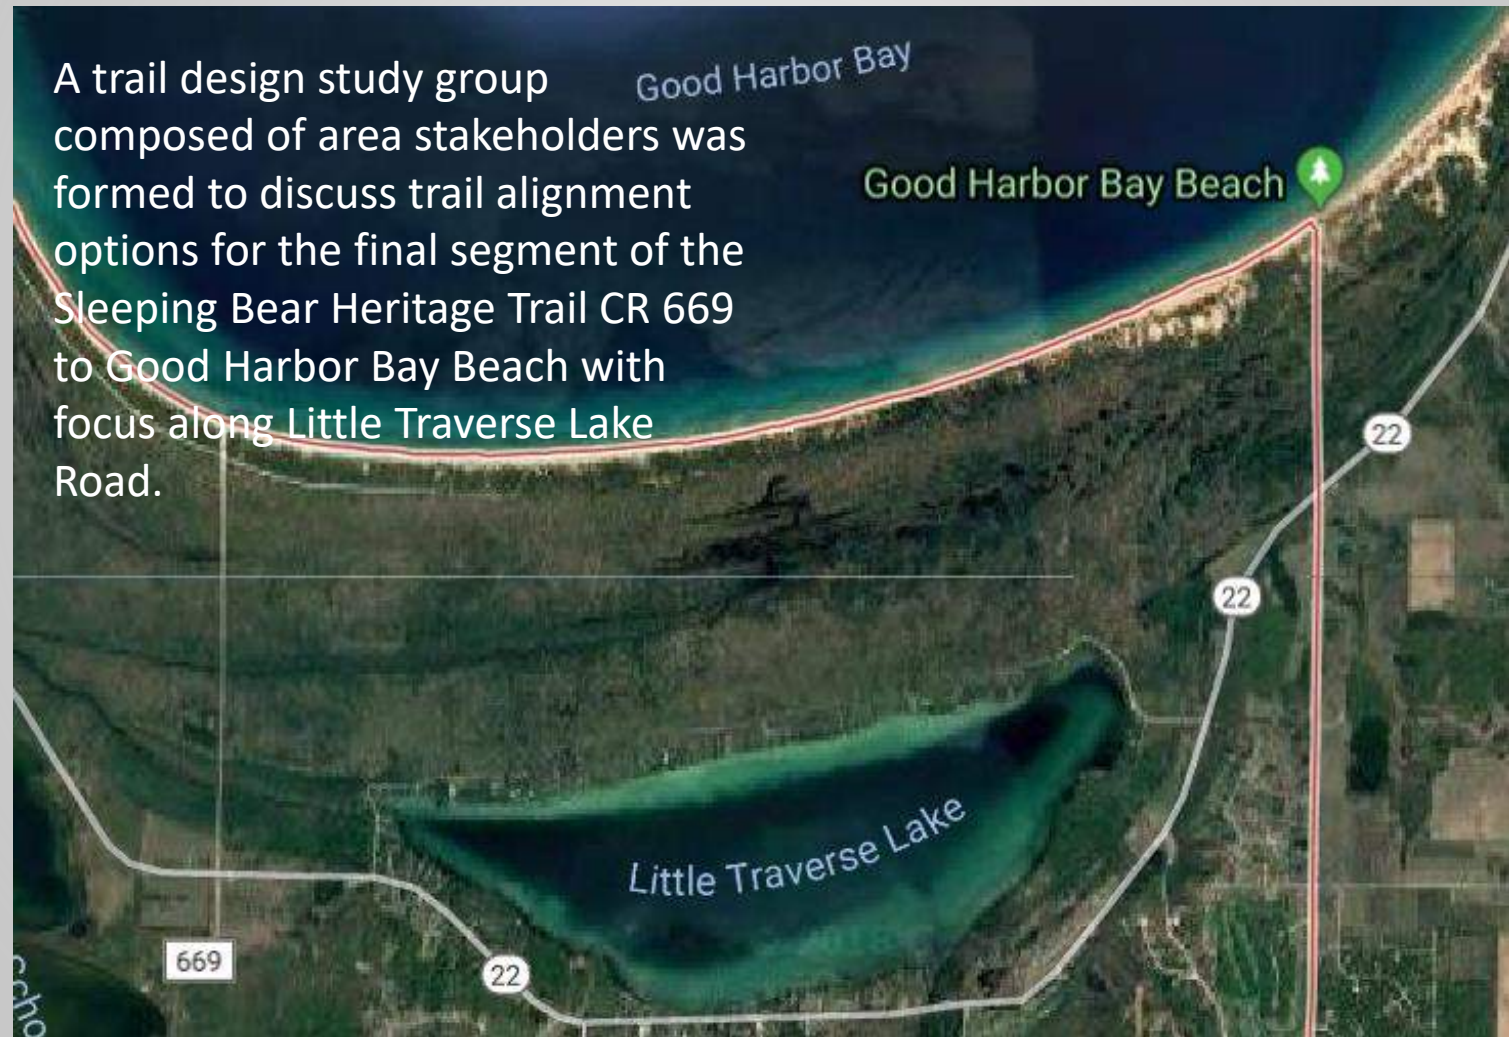 A trail design study group
composed of area stakeholders was
formed to discuss trail alignment
options for the final segment of the
Sleeping Bear Heritage Trail CR 669
to Good Harbor Bay Beach with
focus along Little Traverse Lake
Road.
Good Harbor Bay
Good Harbor Bay Beach
22
22
Little Traverse Lake
669
22
Scho